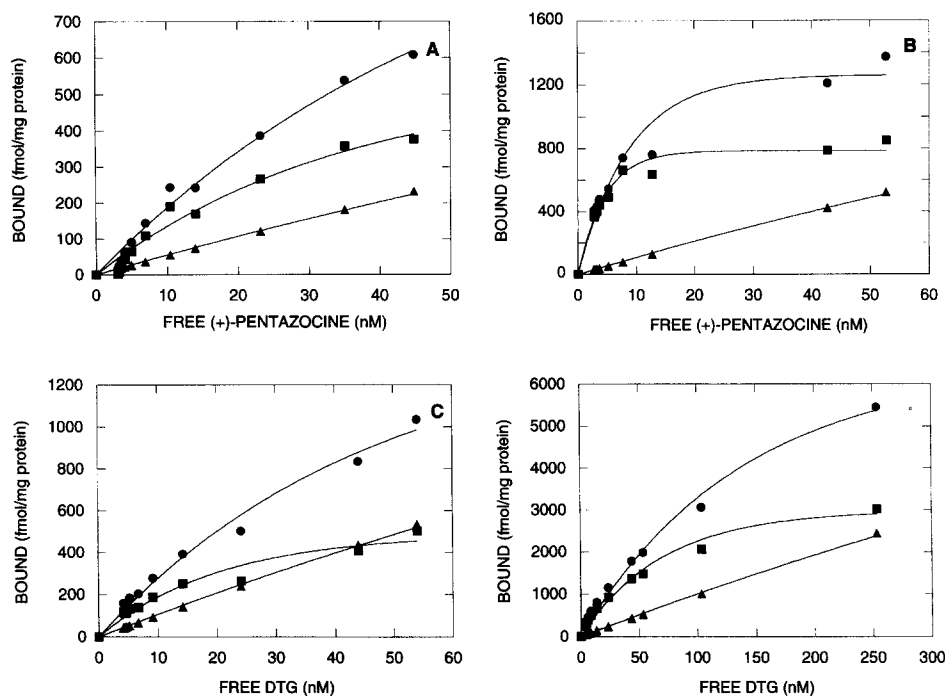 700
600
500
400
300
200
100
0
BOUND (fmol/mg protein)
A
0 10 20 30 40 50
FREE (+)-PENTAZOCINE (nM)
1600
1200
800
400
0
BOUND (fmol/mg protein)
B
0 10 20 30 40 50 60
FREE (+)-PENTAZOCINE (nM)
1200
1000
800
600
400
200
0
BOUND (fmol/mg protein)
C
0 10 20 30 40 50 60
FREE DTG (nM)
6000
5000
4000
3000
2000
1000
0
BOUND (fmol/mg protein)
0 50 100 150 200 250 300
FREE DTG (nM)